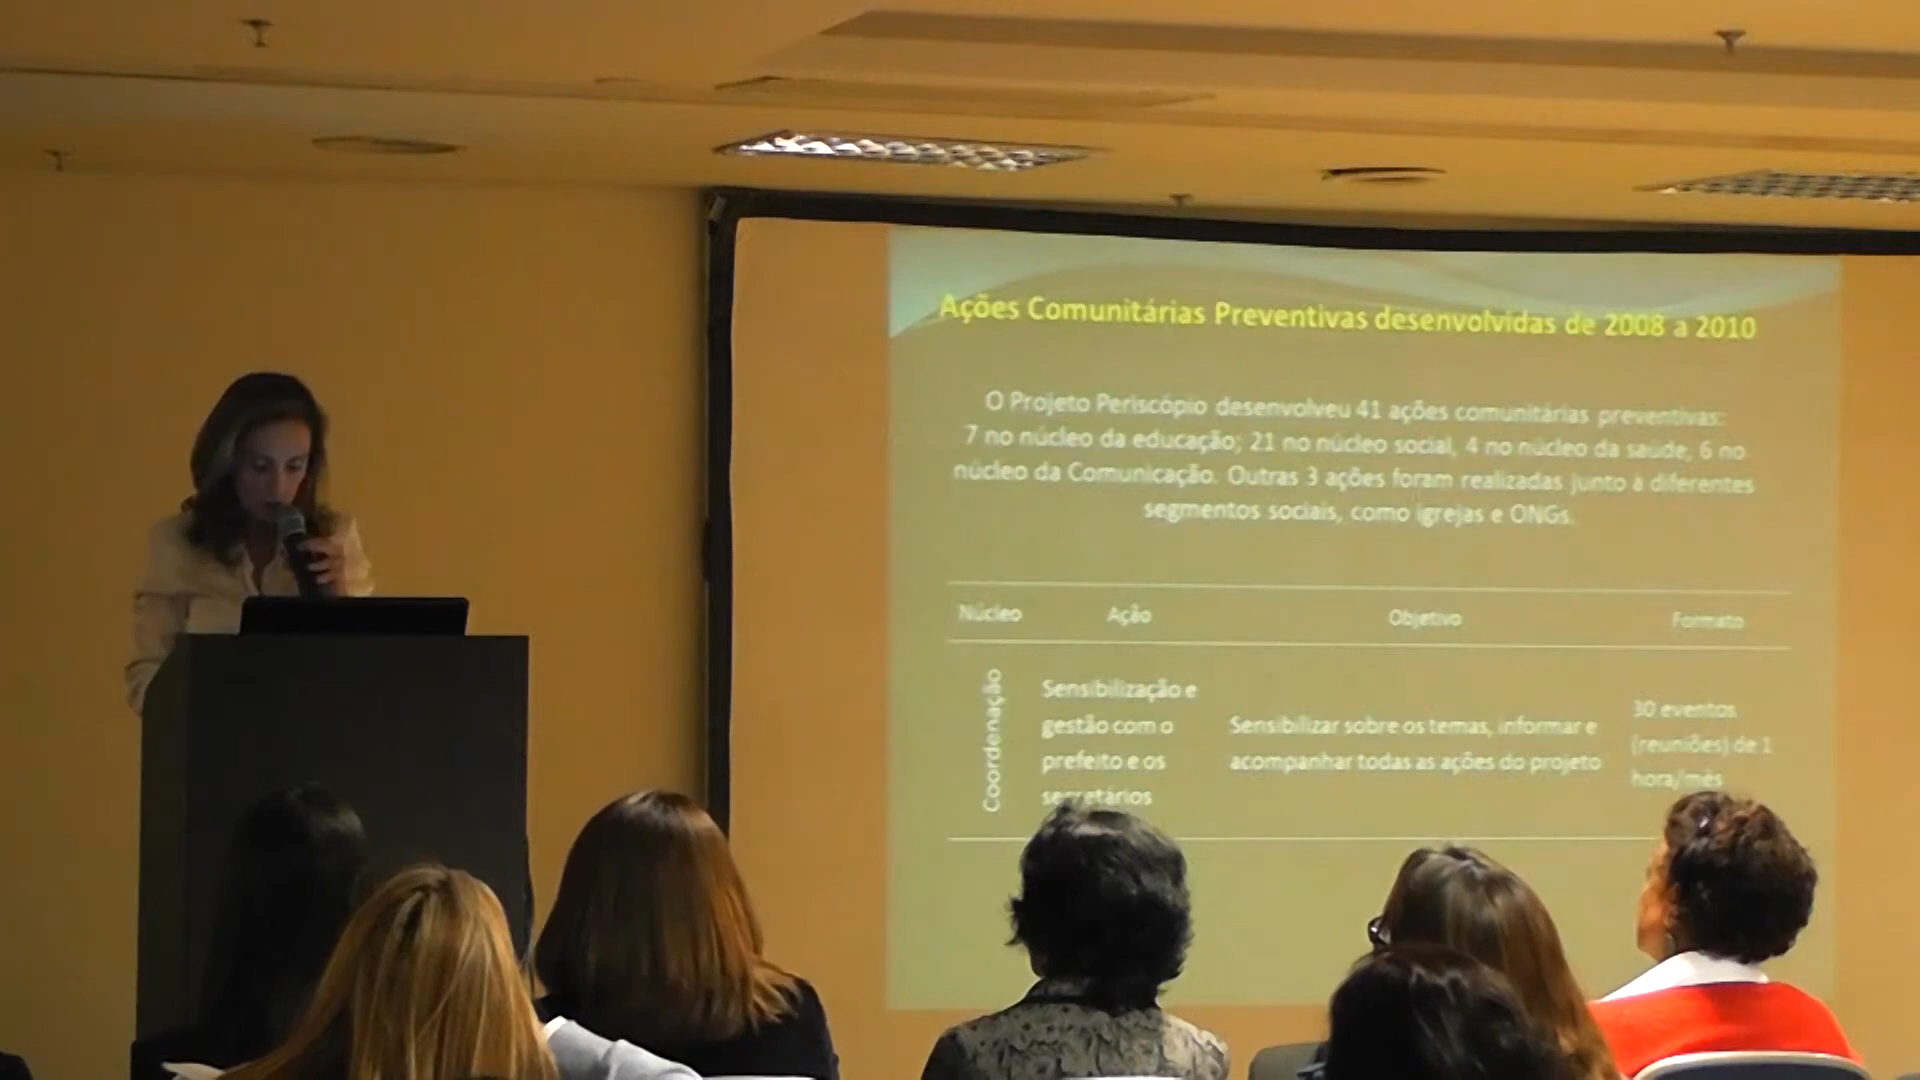 Ações Comunitárias Preventivas desenvolvidas de 2008 a 2010
O Projeto Periscópio desenvolveu 41 ações comunitárias preventivas:
7 no núcleo da educação; 21 no núcleo social, 4 no núcleo da saúde, 6 no
núcleo da Comunicação. Outras 3 ações foram realizadas junto à diferentes
segmentos sociais, como igrejas e ONGs.
Núcleo Ação Objetivo Formato
Coordenação
Sensibilização e
gestão com o
prefeito e os
secretários
Sensibilizar sobre os temas, informar e
acompanhar todas as ações do projeto
30 eventos
(reuniões) de 1
hora/mês